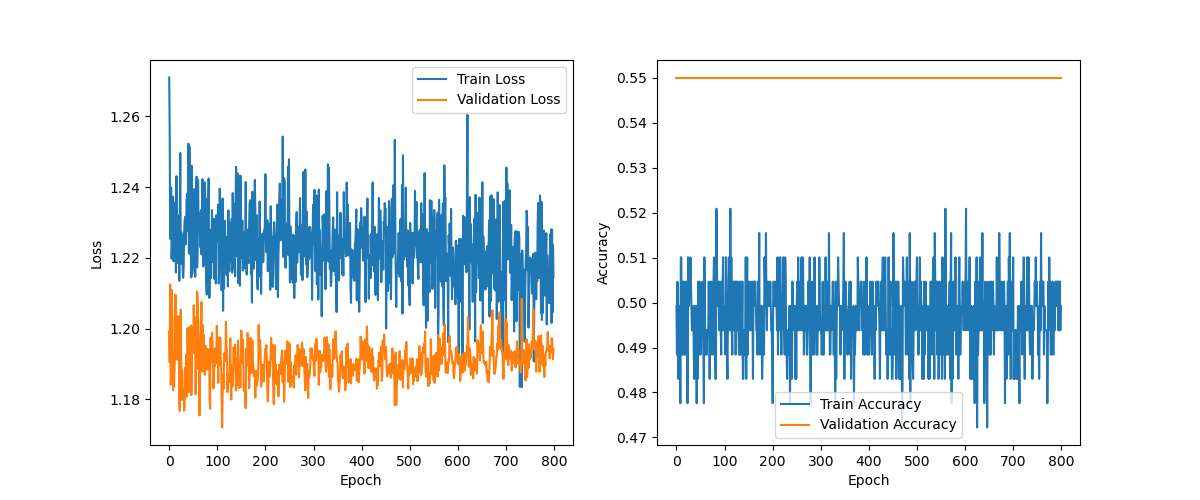 Train Loss
Validation Loss
1.26
1.24
1.22
1.20
1.18
Loss
0 100 200 300 400 500 600 700 800
Epoch
0.55
0.54
0.53
0.52
0.51
0.50
0.49
0.48
0.47
Accuracy
Train Accuracy
Validation Accuracy
0 100 200 300 400 500 600 700 800
Epoch